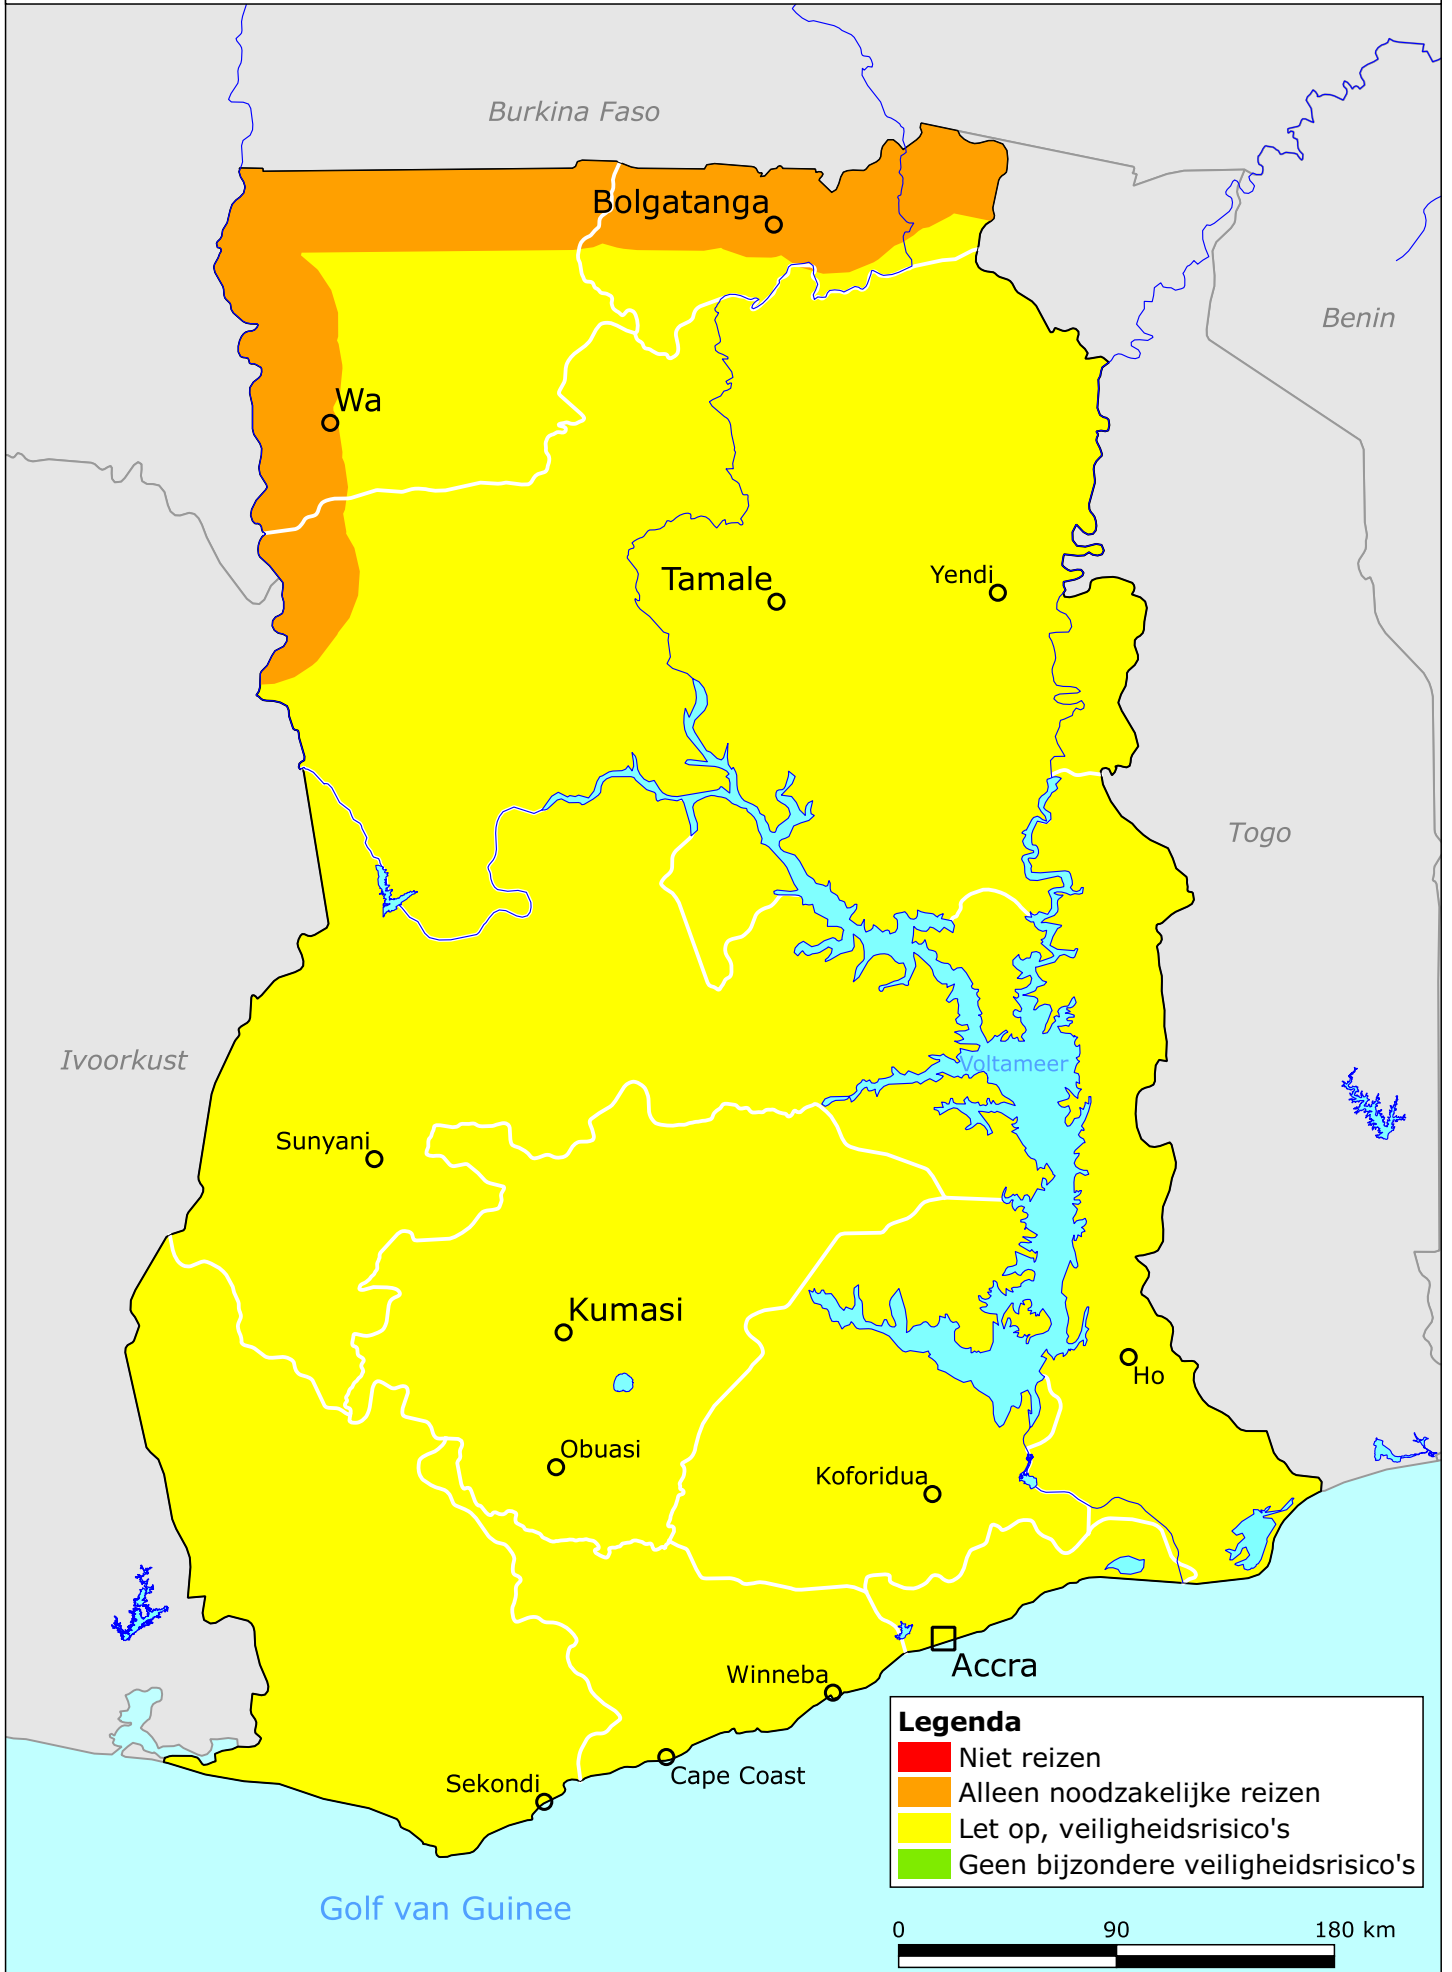 Burkina Faso
Bolgatanga
Benin
Wa
Tamale
Yendi
Togo
Ivoorkust
Voltameer
Sunyani
Kumasi
Ho
Obuasi
Koforidua
Accra
Winneba
Cape Coast
Sekondi
Golf van Guinee
Legenda
Niet reizen
Alleen noodzakelijke reizen
Let op, veiligheidsrisico's
Geen bijzondere veiligheidsrisico's
0 90 180 km